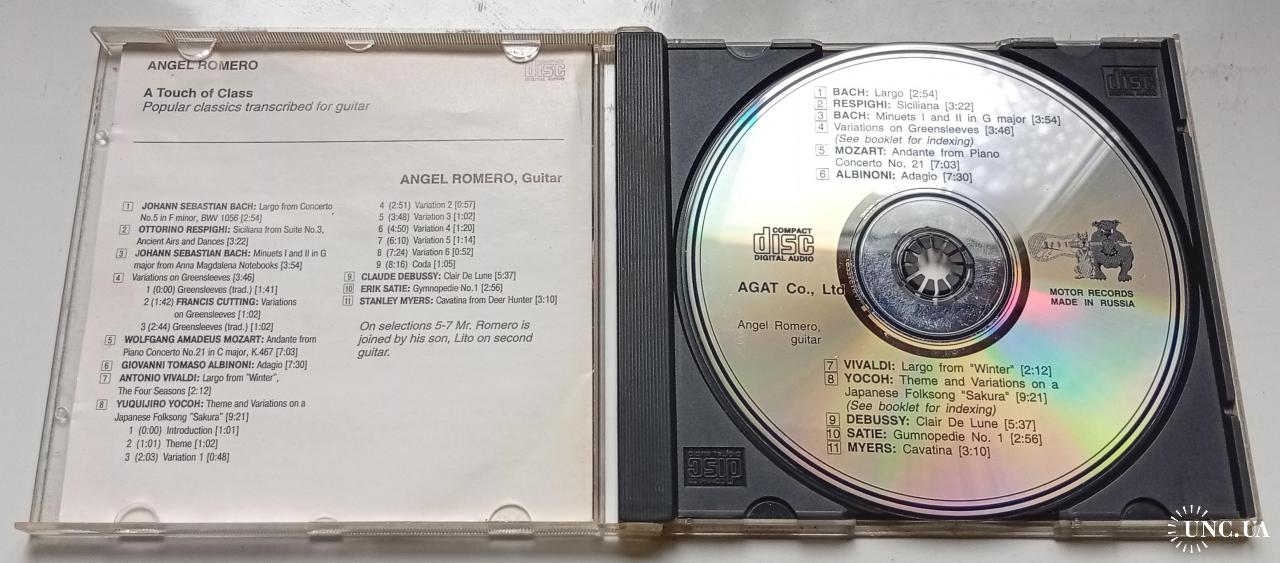 ANGEL ROMERO
COMPACT
disc
DIGITAL AUDIO
A Touch of Class
Popular classics transcribed for guitar
ANGEL ROMERO, Guitar
1 JOHANN SEBASTIAN BACH: Largo from Concerto
No.5 in F minor, BWV 1056 [2:54]
2 OTTORINO RESPIGHI: Siciliana from Suite No.3,
Ancient Airs and Dances [3:22]
3 JOHANN SEBASTIAN BACH: Minuets I and II in G
major from Anna Magdalena Notebooks [3:54]
4 Variations on Greensleeves [3:46]
1 (0:00) Greensleeves (trad.) [1:41]
2 (1:42) FRANCIS CUTTING: Variations
on Greensleeves [1:02]
3 (2:44) Greensleeves (trad.) [1:02]
5 WOLFGANG AMADEUS MOZART: Andante from
Piano Concerto No.21 in C major, K.467 [7:03]
6 GIOVANNI TOMASO ALBINONI: Adagio [7:30]
7 ANTONIO VIVALDI: Largo from "Winter",
The Four Seasons [2:12]
8 YUQUIJIRO YOCOH: Theme and Variations on a
Japanese Folksong "Sakura" [9:21]
1 (0:00) Introduction [1:01]
2 (1:01) Theme [1:02]
3 (2:03) Variation 1 [0:48]
4 (2:51) Variation 2 [0:57]
5 (3:48) Variation 3 [1:02]
6 (4:50) Variation 4 [1:20]
7 (6:10) Variation 5 [1:14]
8 (7:24) Variation 6 [0:52]
9 (8:16) Coda [1:05]
9 CLAUDE DEBUSSY: Clair De Lune [5:37]
10 ERIK SATIE: Gymnopedie No.1 [2:56]
11 STANLEY MYERS: Cavatina from Deer Hunter [3:10]
On selections 5-7 Mr. Romero is
joined by his son, Lito on second
guitar.
1 BACH: Largo [2:54]
2 RESPIGHI: Siciliana [3:22]
3 BACH: Minuets I and II in G major [3:54]
4 Variations on Greensleeves [3:46]
(See booklet for indexing)
5 MOZART: Andante from Piano
Concerto No. 21 [7:03]
6 ALBINONI: Adagio [7:30]
COMPACT
disc
DIGITAL AUDIO
AGAT Co., Ltd
Angel Romero,
guitar
MOTOR RECORDS
MADE IN RUSSIA
7 VIVALDI: Largo from "Winter" [2:12]
8 YOCOH: Theme and Variations on a
Japanese Folksong "Sakura" [9:21]
(See booklet for indexing)
9 DEBUSSY: Clair De Lune [5:37]
10 SATIE: Gumnopedie No. 1 [2:56]
11 MYERS: Cavatina [3:10]
disc
COMPACT
disc
DIGITAL AUDIO
UNC.UA